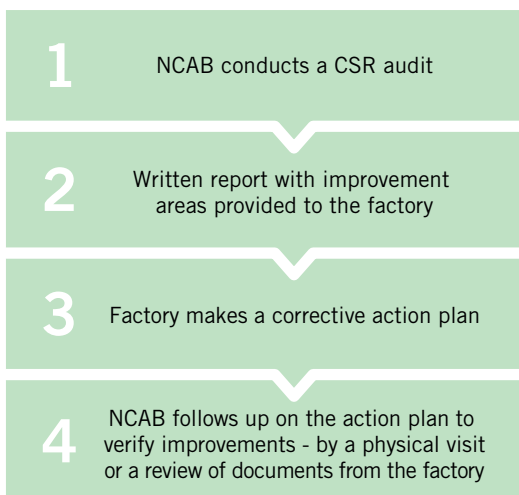 1
NCAB conducts a CSR audit
2
Written report with improvement
areas provided to the factory
3
Factory makes a corrective action plan
4
NCAB follows up on the action plan to
verify improvements - by a physical visit
or a review of documents from the factory